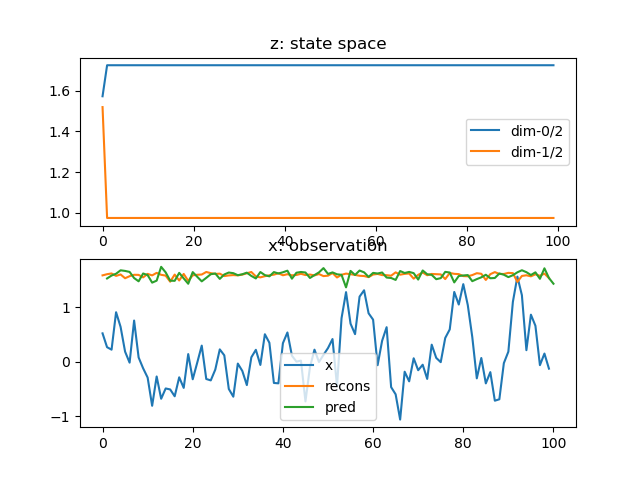 z: state space
1.6
1.4
1.2
1.0
dim-0/2
dim-1/2
0 20 40 60 80 100
x: observation
1
0
−1
x
recons
pred
0 20 40 60 80 100